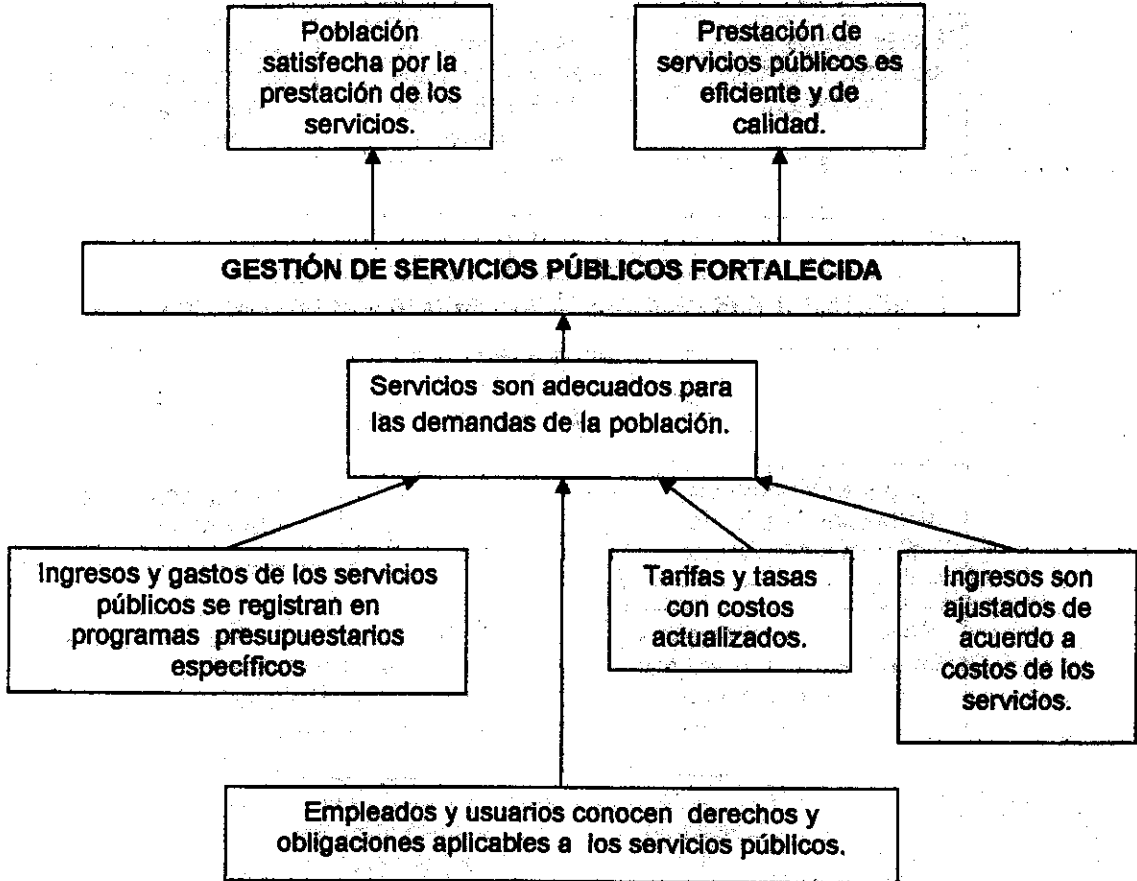 Población
satisfecha por la
prestación de los
servicios.
Prestación de
servicios públicos es
eficiente y de
calidad.
GESTIÓN DE SERVICIOS PÚBLICOS FORTALECIDA
Servicios son adecuados para
las demandas de la población.
Ingresos y gastos de los servicios
públicos se registran en
programas presupuestarios
específicos
Tarifas y tasas
con costos
actualizados.
Ingresos son
ajustados de
acuerdo a
costos de los
servicios.
Empleados y usuarios conocen derechos y
obligaciones aplicables a los servicios públicos.